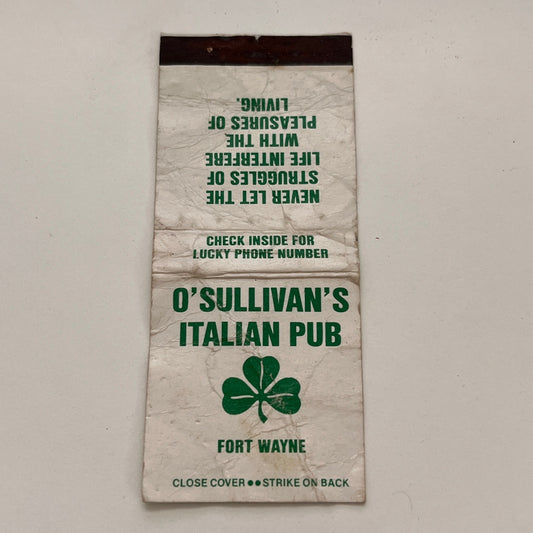 NEVER LET THE
STRUGGLES OF
LIFE INTERFERE
WITH THE
PLEASURES OF
LIVING.
CHECK INSIDE FOR
LUCKY PHONE NUMBER
O'SULLIVAN'S
ITALIAN PUB
FORT WAYNE
CLOSE COVER ●● STRIKE ON BACK